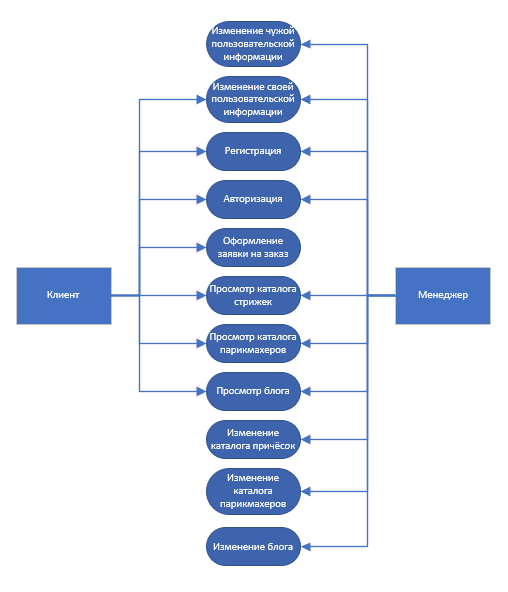 Изменение чужой
пользовательской
информации
Изменение своей
пользовательской
информации
Регистрация
Авторизация
Оформление
заявки на заказ
Клиент
Просмотр каталога
стрижек
Менеджер
Просмотр каталога
парикмахеров
Просмотр блога
Изменение
каталога причёсок
Изменение
каталога
парикмахеров
Изменение блога